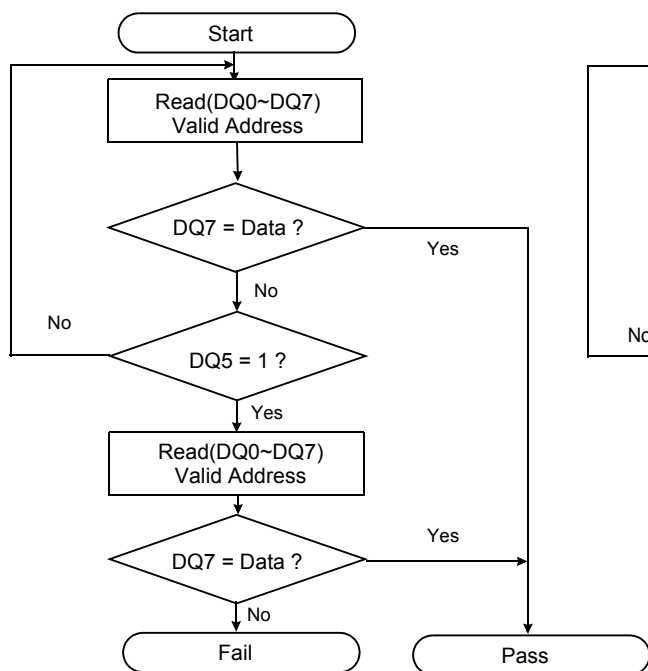 Start
Read(DQ0~DQ7)
Valid Address
DQ7 = Data ?
Yes
No
No
DQ5 = 1 ?
Yes
Read(DQ0~DQ7)
Valid Address
DQ7 = Data ?
Yes
No
Fail
Pass
No